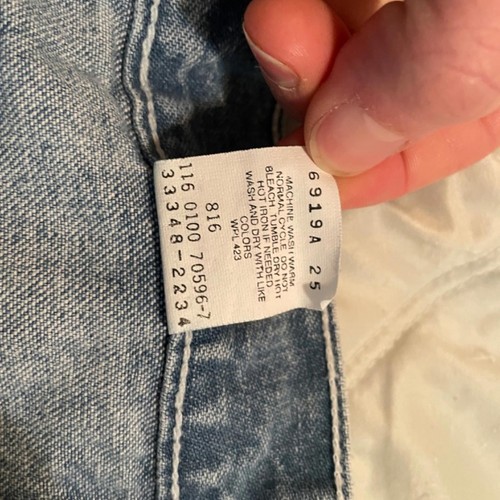 6919A 25
MACHINE WASH WARM
NORMAL CYCLE DO NOT
BLEACH TUMBLE DRY HOT
HOT IRON IF NEEDED
WASH AND DRY WITH LIKE
COLORS
WPL 423
816
116 0100 70596-7
33348-2234